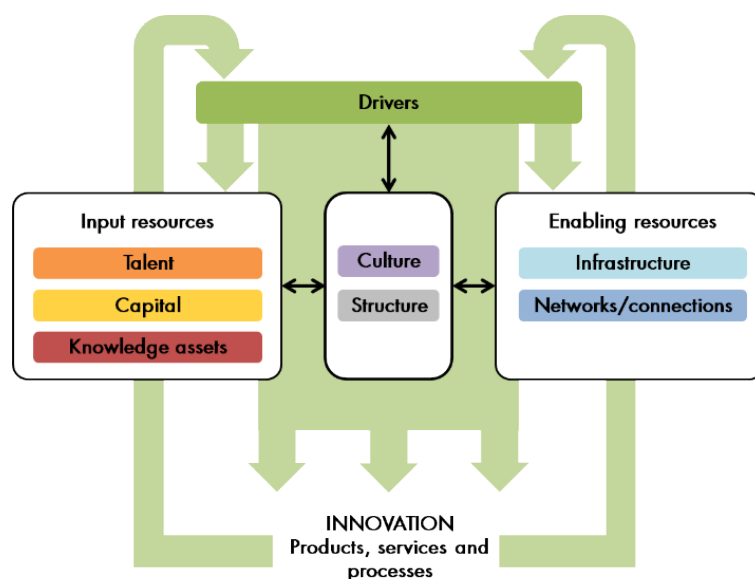 Drivers
Input resources
Talent
Capital
Knowledge assets
Culture
Structure
Enabling resources
Infrastructure
Networks/connections
INNOVATION
Products, services and
processes